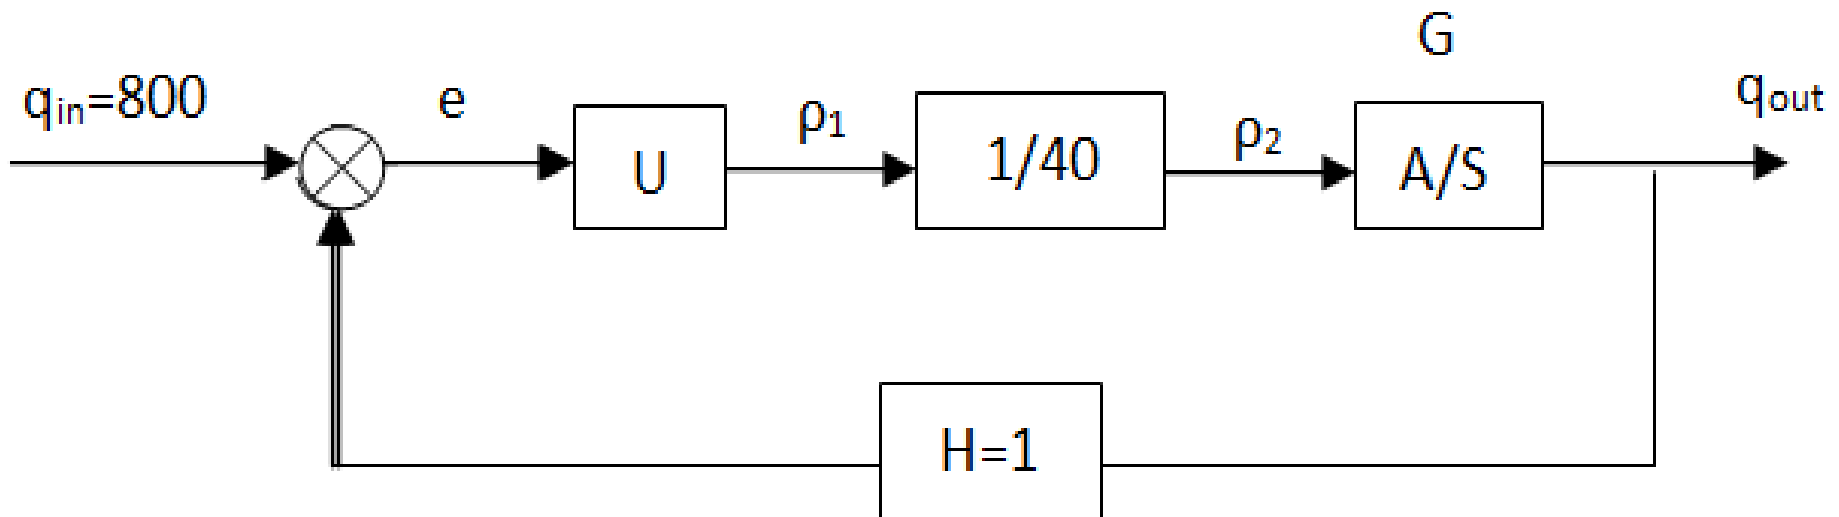 G
qin=800
e
U
ρ1
1/40
ρ2
A/S
qout
H=1